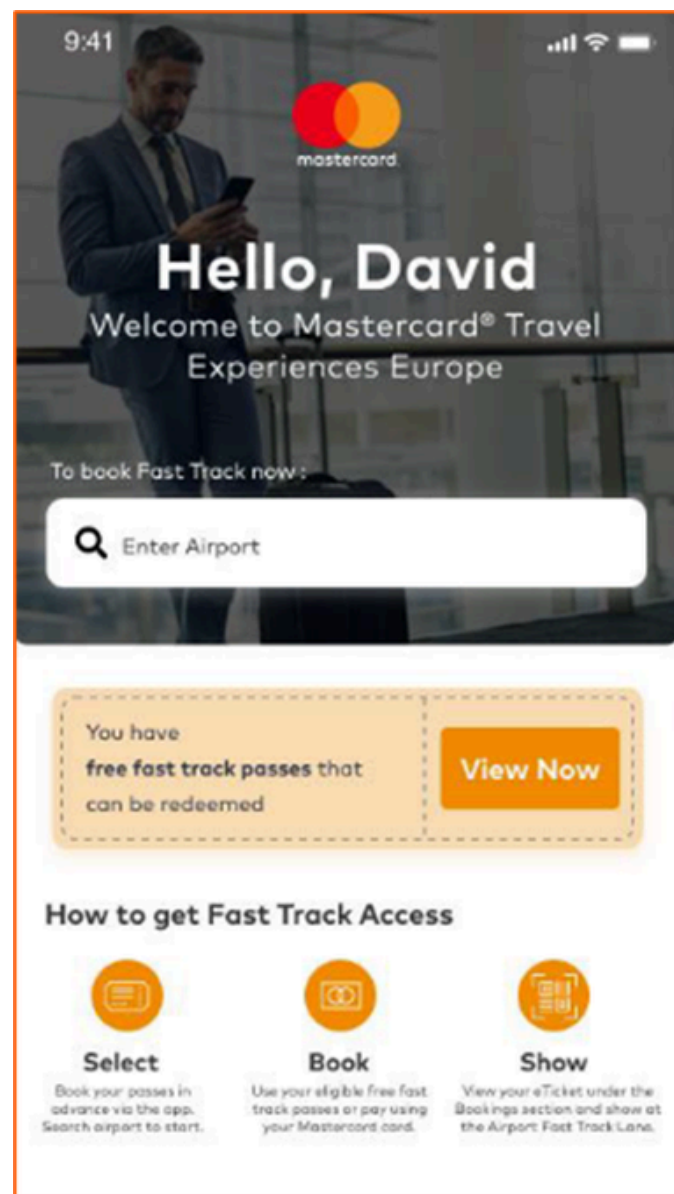 9:41
mastercard.
Hello, David
Welcome to Mastercard® Travel
Experiences Europe
To book Fast Track now :
Enter Airport
You have
free fast track passes that
can be redeemed
View Now
How to get Fast Track Access
Select
Book your passes in
advance via the app.
Search airport to start.
Book
Use your eligible free fast
track passes or pay using
your Mastercard card.
Show
View your eTicket under the
Bookings section and show at
the Airport Fast Track Lane.